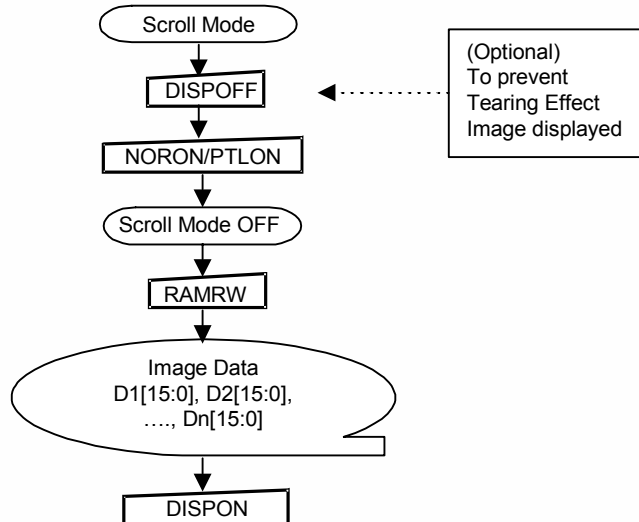 Scroll Mode
DISPOFF
(Optional)
To prevent
Tearing Effect
Image displayed
NORON/PTLON
Scroll Mode OFF
RAMRW
Image Data
D1[15:0], D2[15:0],
...., Dn[15:0]
DISPON